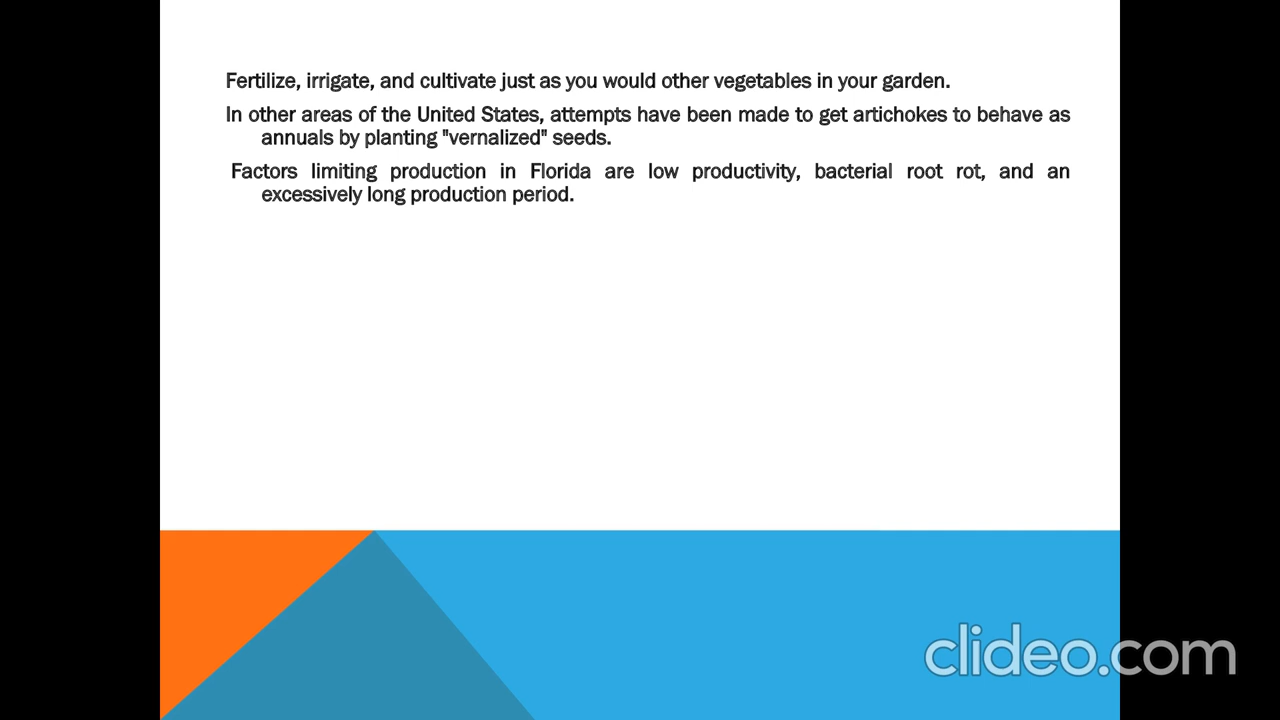 Fertilize, irrigate, and cultivate just as you would other vegetables in your garden.
In other areas of the United States, attempts have been made to get artichokes to behave as
annuals by planting "vernalized" seeds.
Factors limiting production in Florida are low productivity, bacterial root rot, and an
excessively long production period.
clideo.com